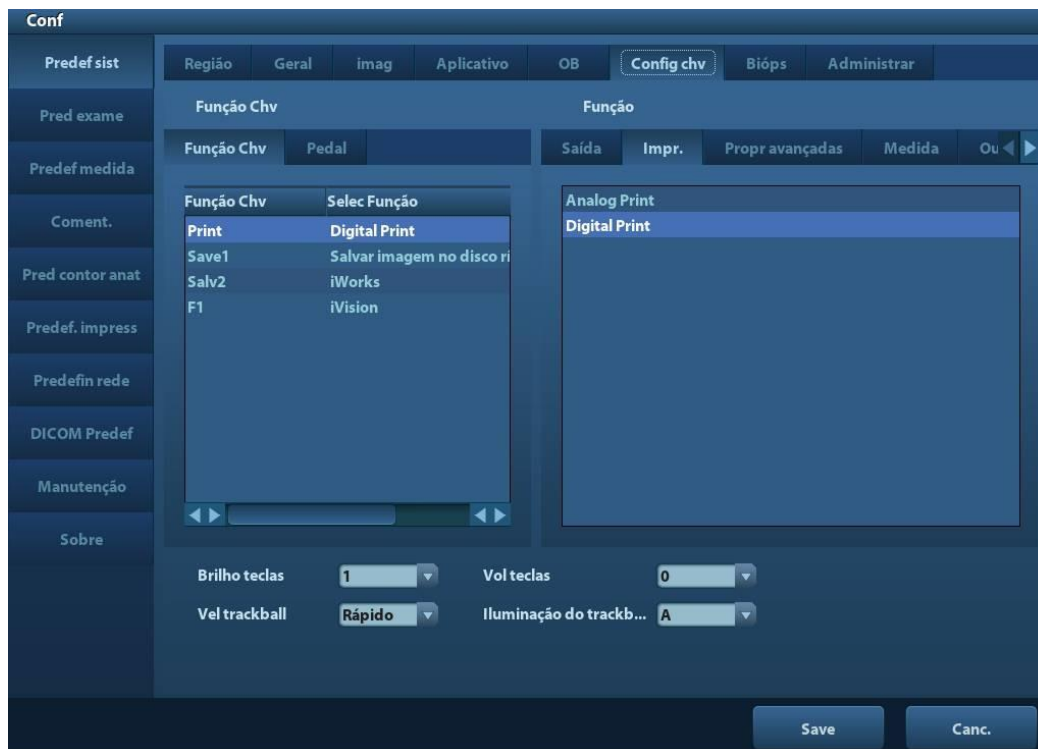 Conf
Predef sist
Pred exame
Predef medida
Coment.
Pred contor anat
Predef. impress
Predefin rede
DICOM Predef
Manutenção
Sobre
Região Geral imag Aplicativo OB Config chv Bióps Administrar
Função Chv
Função Chv Pedal
Função Chv Selec Função
Print Digital Print
Save1 Salvar imagem no disco rí
Salv2 iWorks
F1 iVision
Função
Saída Impr. Propr avançadas Medida Ou
Analog Print
Digital Print
Brilho teclas 1 Vol teclas 0
Vel trackball Rápido Iluminação do trackb... A
Save Canc.